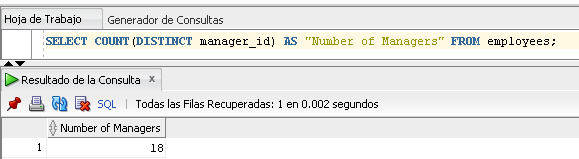 Hoja de Trabajo Generador de Consultas
SELECT COUNT(DISTINCT manager_id) AS "Number of Managers" FROM employees;
Resultado de la Consulta x
SQL | Todas las Filas Recuperadas: 1 en 0.002 segundos
Number of Managers
1 18